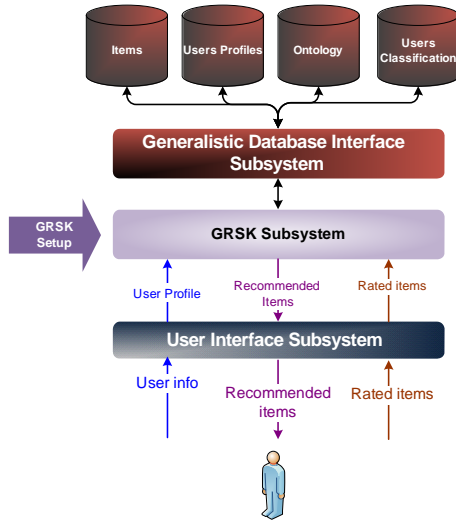 Items
Users Profiles
Ontology
Users
Classification
Generalistic Database Interface
Subsystem
GRSK
Setup
GRSK Subsystem
User Profile
Recommended
Items
Rated items
User Interface Subsystem
User info
Recommended
items
Rated items